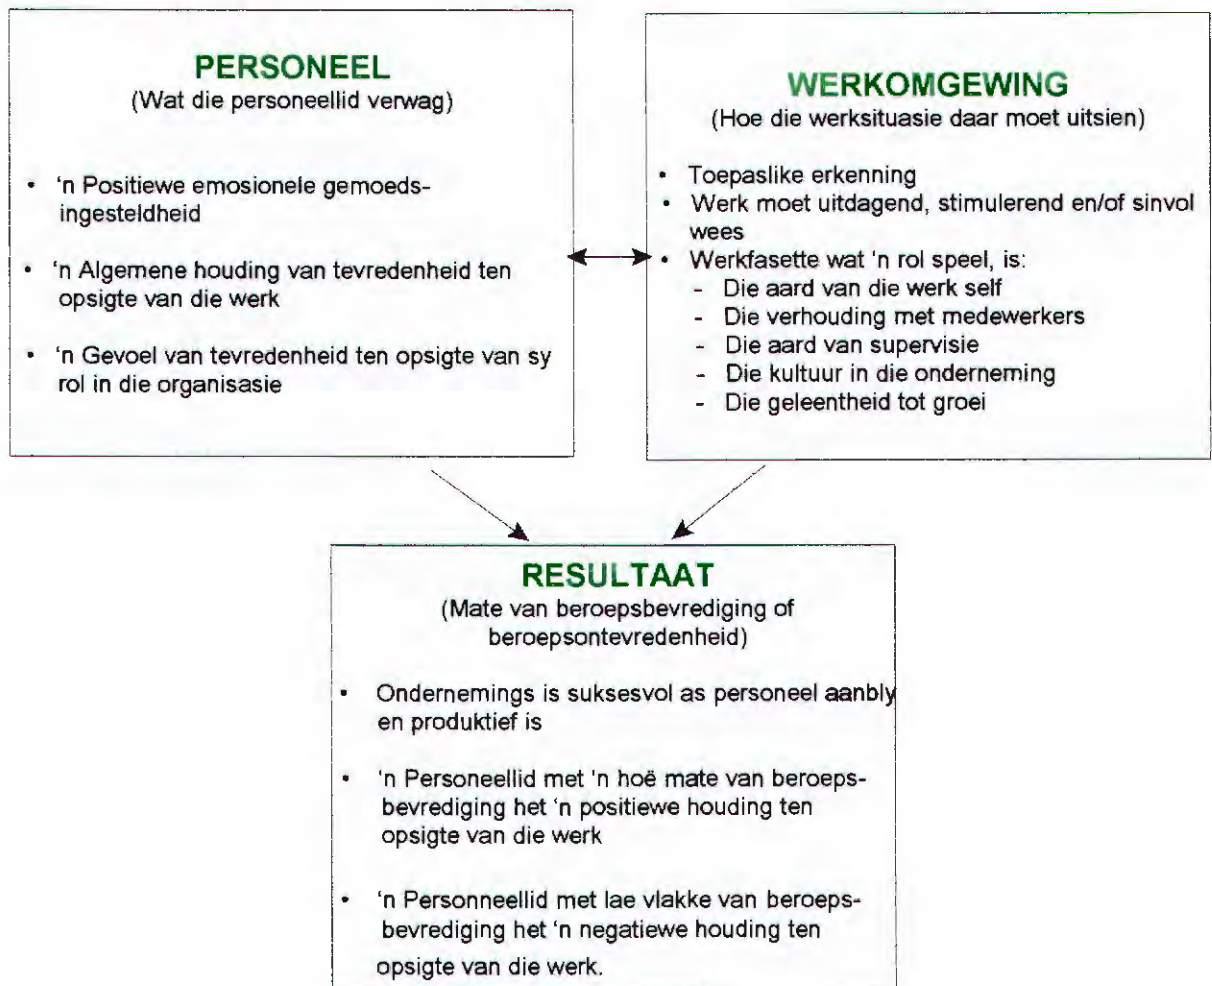 PERSONEEL
(Wat die personeellid verwag)
• 'n Positiewe emosionele gemoeds-
ingesteldheid
• 'n Algemene houding van tevredenheid ten
opsigte van die werk
• 'n Gevoel van tevredenheid ten opsigte van sy
rol in die organisasie
WERKOMGEWING
(Hoe die werksituasie daar moet uitsien)
• Toepaslike erkenning
• Werk moet uitdagend, stimulerend en/of sinvol
wees
• Werkfasette wat 'n rol speel, is:
- Die aard van die werk self
- Die verhouding met medewerkers
- Die aard van supervisie
- Die kultuur in die onderneming
- Die geleentheid tot groei
RESULTAAT
(Mate van beroepsbevrediging of
beroepsontevredenheid)
• Ondernemings is suksesvol as personeel aanbly
en produktief is
• 'n Personeellid met 'n hoë mate van beroeps-
bevrediging het 'n positiewe houding ten
opsigte van die werk
• 'n Personneellid met lae vlakke van beroeps-
bevrediging het 'n negatiewe houding ten
opsigte van die werk.